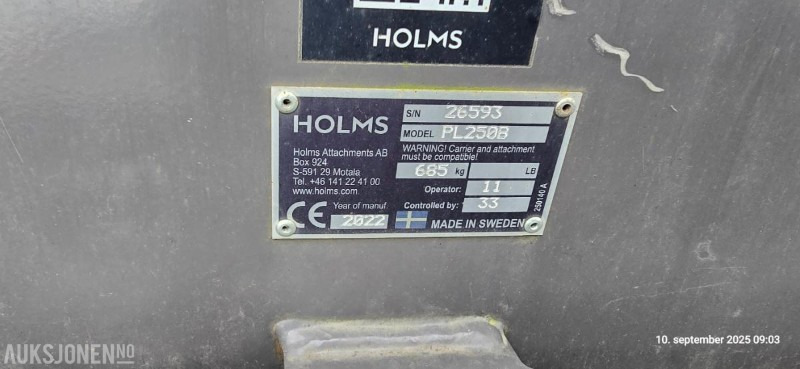 HOLMS
HOLMS
Holms Attachments AB
Box 924
S-591 29 Motala
Tel. +46 141 22 41 00
www.holms.com
CE
S/N 26593
MODEL PL250B
WARNING! Carrier and attachment
must be compatible!
685 kg LB
Operator: 11
Year of manuf. Controlled by: 33
2022 MADE IN SWEDEN
259140 A
10. september 2025 09:03
AUKSJONEN.NO